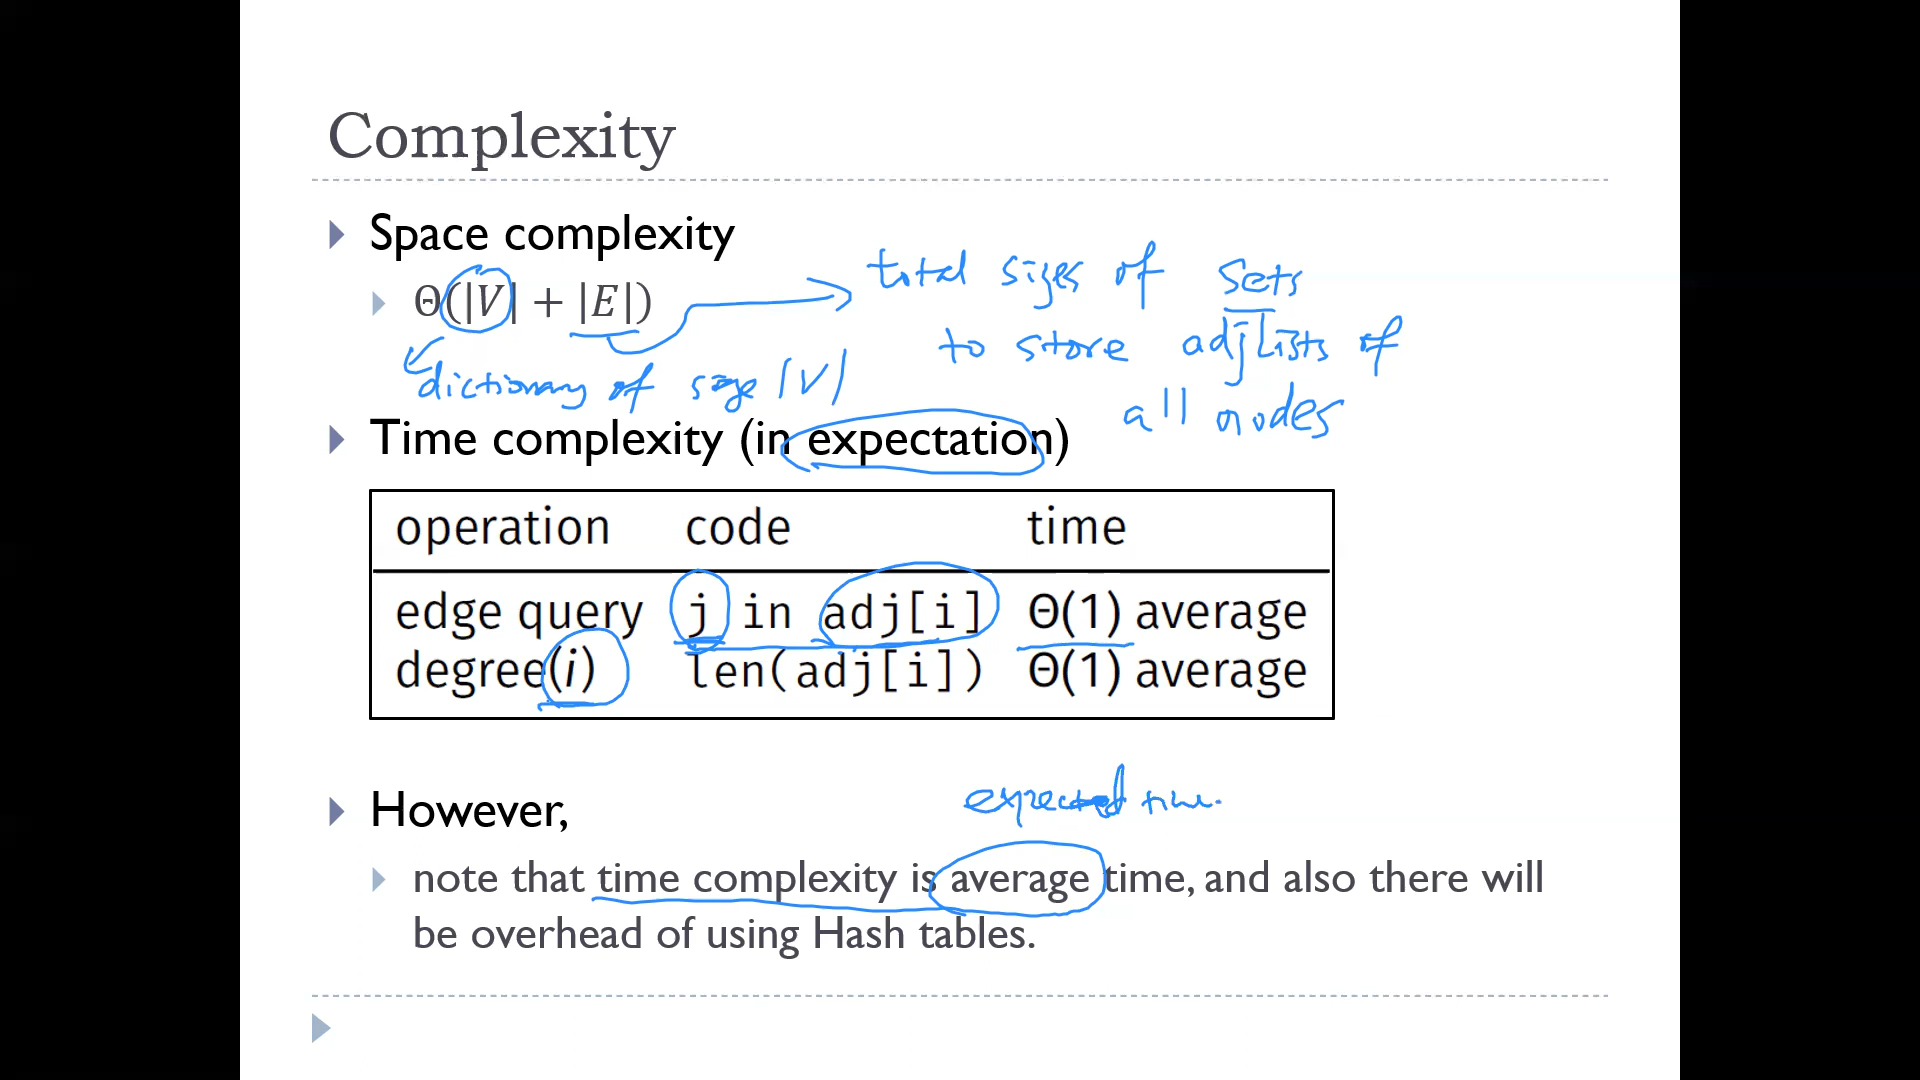 Complexity
Space complexity
Θ(|V| + |E|)
total sizes of sets
to store adjlists of
all nodes
dictionary of size |V|
Time complexity (in expectation)
operation code time
edge query j in adj[i] Θ(1) average
degree(i) len(adj[i]) Θ(1) average
expected time.
However,
note that time complexity is average time, and also there will
be overhead of using Hash tables.